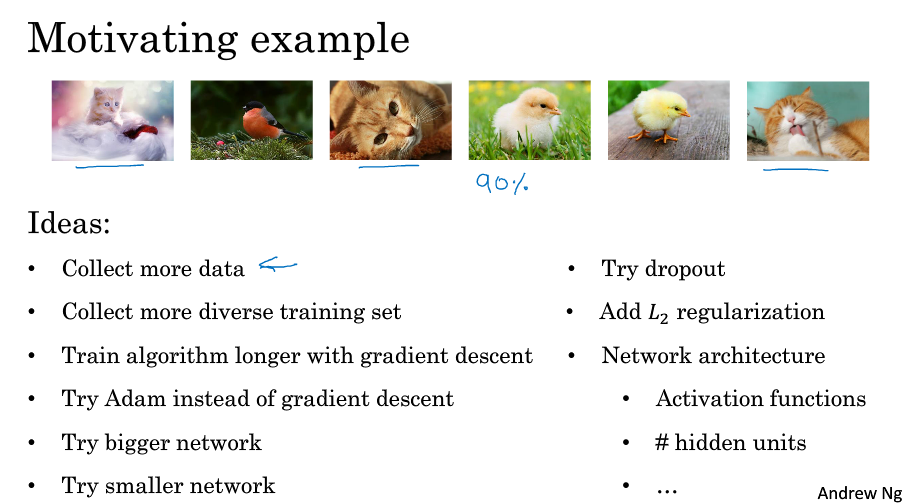 Motivating example
90%
Ideas:
• Collect more data
• Collect more diverse training set
• Train algorithm longer with gradient descent
• Try Adam instead of gradient descent
• Try bigger network
• Try smaller network
• Try dropout
• Add L₂ regularization
• Network architecture
• Activation functions
• # hidden units
• ...
Andrew Ng